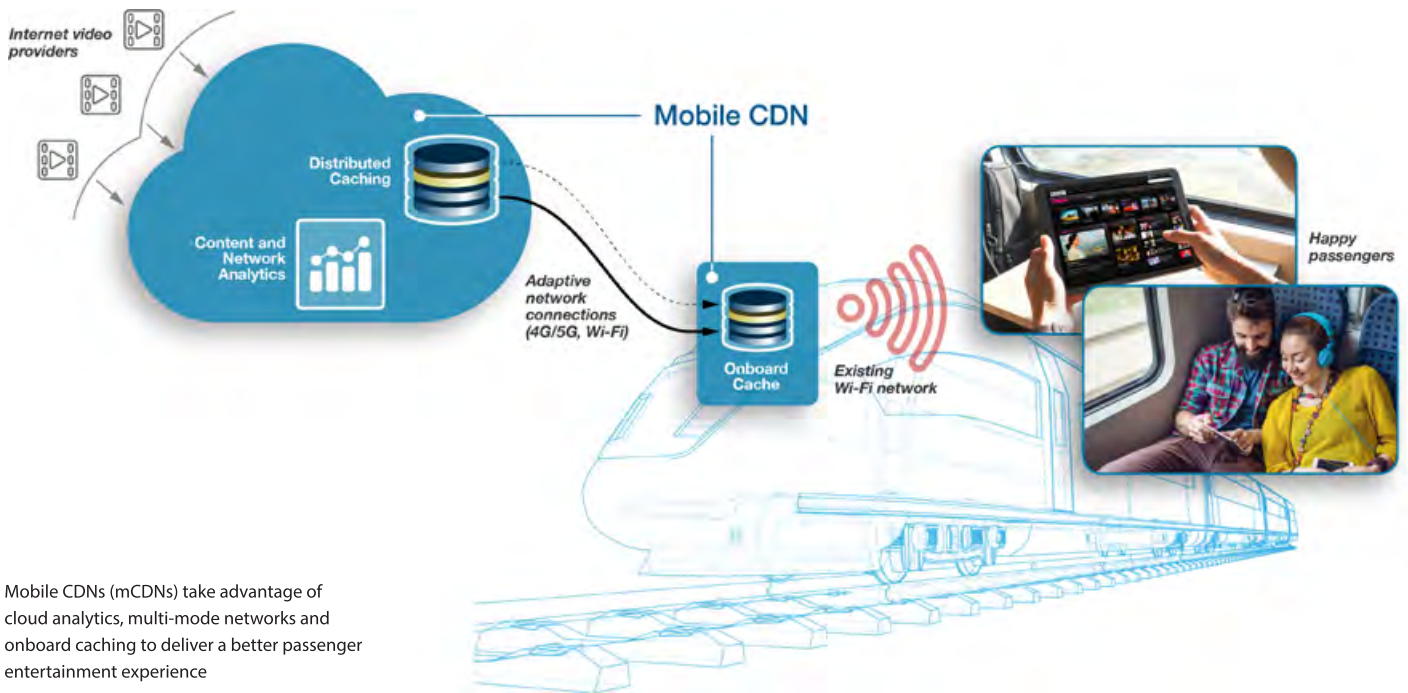 Internet video
providers
Mobile CDN
Distributed
Caching
Content and
Network
Analytics
Adaptive
network
connections
(4G/5G, Wi-Fi)
Onboard
Cache
Existing
Wi-Fi network
Happy
passengers
Mobile CDNs (mCDNs) take advantage of
cloud analytics, multi-mode networks and
onboard caching to deliver a better passenger
entertainment experience